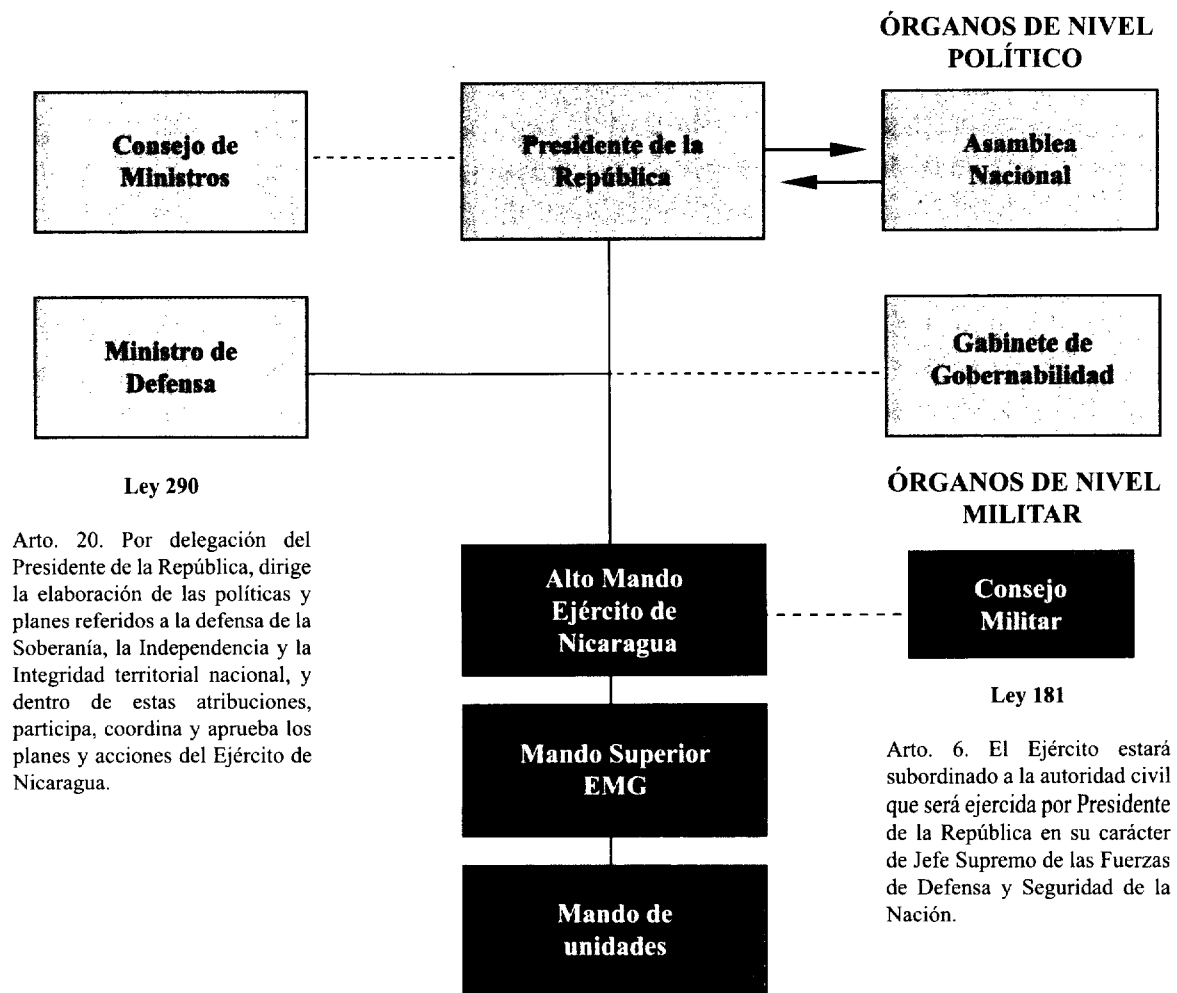 ÓRGANOS DE NIVEL
POLÍTICO
Consejo de
Ministros
Presidente de la
República
Asamblea
Nacional
Ministro de
Defensa
Gabinete de
Gobernabilidad
Ley 290
Arto. 20. Por delegación del
Presidente de la República, dirige
la elaboración de las políticas y
planes referidos a la defensa de la
Soberanía, la Independencia y la
Integridad territorial nacional, y
dentro de estas atribuciones,
participa, coordina y aprueba los
planes y acciones del Ejército de
Nicaragua.
ÓRGANOS DE NIVEL
MILITAR
Alto Mando
Ejército de
Nicaragua
Consejo
Militar
Mando Superior
EMG
Mando de
unidades
Ley 181
Arto. 6. El Ejército estará
subordinado a la autoridad civil
que será ejercida por Presidente
de la República en su carácter
de Jefe Supremo de las Fuerzas
de Defensa y Seguridad de la
Nación.